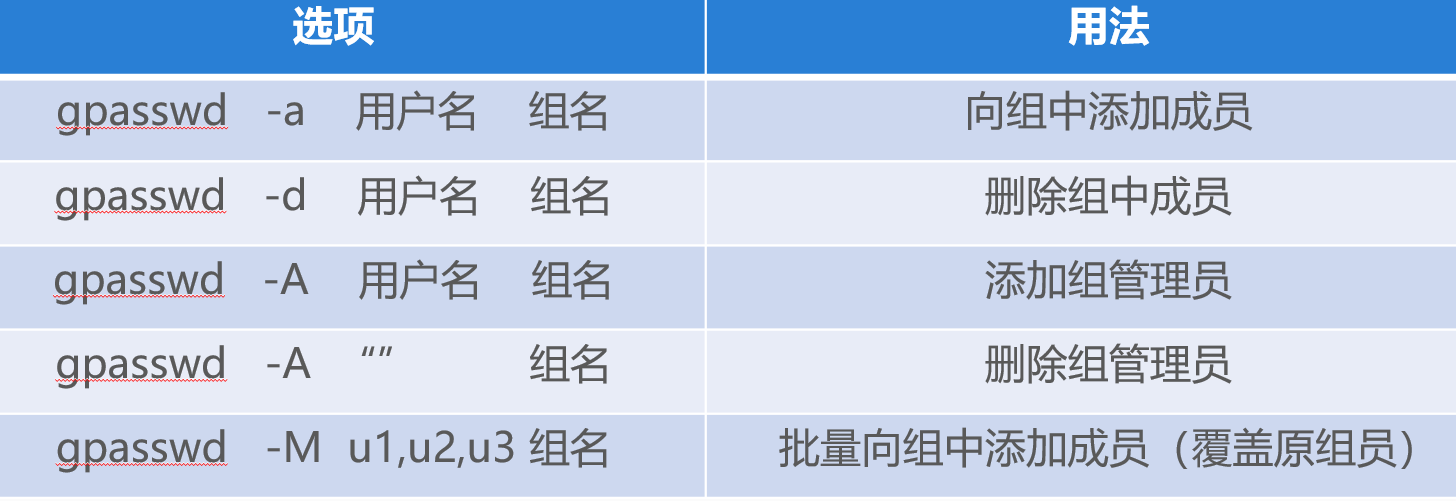 选项 用法
gpasswd -a 用户名 组名 向组中添加成员
gpasswd -d 用户名 组名 删除组中成员
gpasswd -A 用户名 组名 添加组管理员
gpasswd -A “” 组名 删除组管理员
gpasswd -M u1,u2,u3 组名 批量向组中添加成员（覆盖原组员）